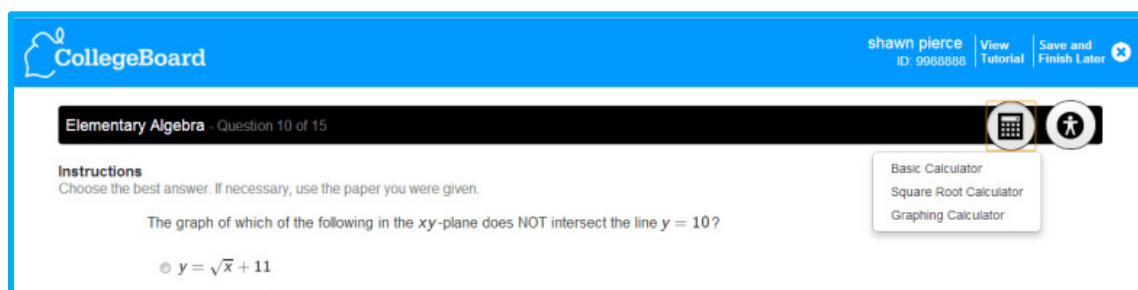 CollegeBoard
shawn pierce
ID: 9988888
View
Tutorial
Save and
Finish Later
Elementary Algebra - Question 10 of 15
Instructions
Choose the best answer. If necessary, use the paper you were given.
Basic Calculator
Square Root Calculator
Graphing Calculator
The graph of which of the following in the xy-plane does NOT intersect the line y = 10?
y = √x + 11